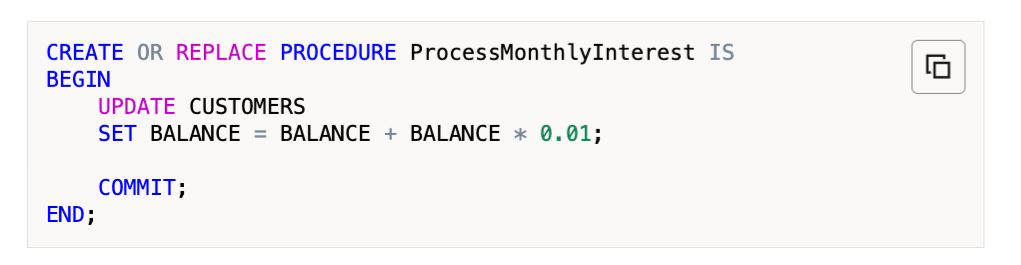 CREATE OR REPLACE PROCEDURE ProcessMonthlyInterest IS
BEGIN
    UPDATE CUSTOMERS
    SET BALANCE = BALANCE + BALANCE * 0.01;

    COMMIT;
END;